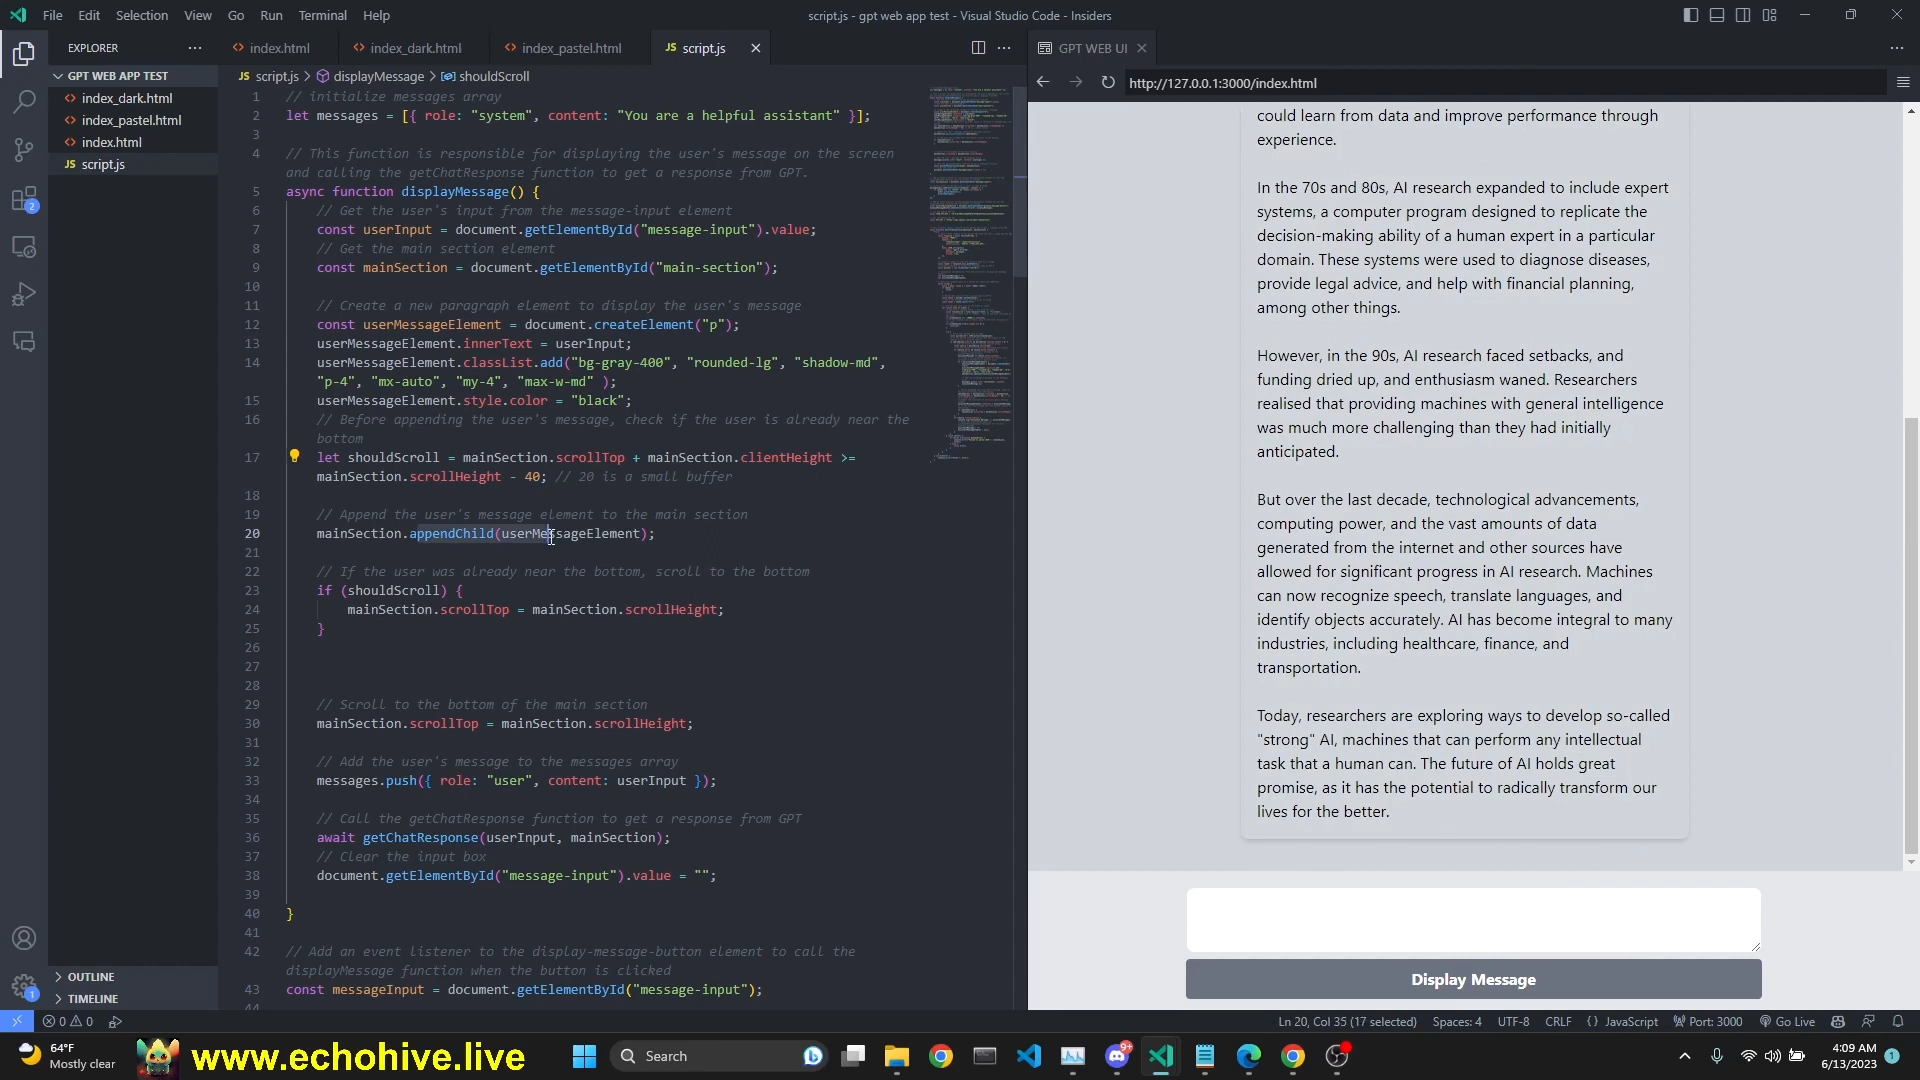 File Edit Selection View Go Run Terminal Help
script.js - gpt web app test - Visual Studio Code - Insiders
EXPLORER
index.html
index_dark.html
index_pastel.html
JS script.js
GPT WEB UI
GPT WEB APP TEST
index_dark.html
index_pastel.html
index.html
JS script.js
OUTLINE
TIMELINE
2
1
JS script.js > displayMessage > shouldScroll
http://127.0.0.1:3000/index.html
1 // initialize messages array
2 let messages = [{ role: "system", content: "You are a helpful assistant" }];
3
4 // This function is responsible for displaying the user's message on the screen
and calling the getChatResponse function to get a response from GPT.
5 async function displayMessage() {
6 // Get the user's input from the message-input element
7 const userInput = document.getElementById("message-input").value;
8 // Get the main section element
9 const mainSection = document.getElementById("main-section");
10
11 // Create a new paragraph element to display the user's message
12 const userMessageElement = document.createElement("p");
13 userMessageElement.innerText = userInput;
14 userMessageElement.classList.add("bg-gray-400", "rounded-lg", "shadow-md",
"p-4", "mx-auto", "my-4", "max-w-md" );
15 userMessageElement.style.color = "black";
16 // Before appending the user's message, check if the user is already near the
bottom
17 let shouldScroll = mainSection.scrollTop + mainSection.clientHeight >=
mainSection.scrollHeight - 40; // 20 is a small buffer
18
19 // Append the user's message element to the main section
20 mainSection.appendChild(userMessageElement);
21
22 // If the user was already near the bottom, scroll to the bottom
23 if (shouldScroll) {
24 mainSection.scrollTop = mainSection.scrollHeight;
25 }
26
27
28
29 // Scroll to the bottom of the main section
30 mainSection.scrollTop = mainSection.scrollHeight;
31
32 // Add the user's message to the messages array
33 messages.push({ role: "user", content: userInput });
34
35 // Call the getChatResponse function to get a response from GPT
36 await getChatResponse(userInput, mainSection);
37 // Clear the input box
38 document.getElementById("message-input").value = "";
39
40 }
41
42 // Add an event listener to the display-message-button element to call the
displayMessage function when the button is clicked
43 const messageInput = document.getElementById("message-input");
44
could learn from data and improve performance through
experience.
In the 70s and 80s, AI research expanded to include expert
systems, a computer program designed to replicate the
decision-making ability of a human expert in a particular
domain. These systems were used to diagnose diseases,
provide legal advice, and help with financial planning,
among other things.
However, in the 90s, AI research faced setbacks, and
funding dried up, and enthusiasm waned. Researchers
realised that providing machines with general intelligence
was much more challenging than they had initially
anticipated.
But over the last decade, technological advancements,
computing power, and the vast amounts of data
generated from the internet and other sources have
allowed for significant progress in AI research. Machines
can now recognize speech, translate languages, and
identify objects accurately. AI has become integral to many
industries, including healthcare, finance, and
transportation.
Today, researchers are exploring ways to develop so-called
"strong" AI, machines that can perform any intellectual
task that a human can. The future of AI holds great
promise, as it has the potential to radically transform our
lives for the better.
Display Message
0 0
Ln 20, Col 35 (17 selected) Spaces: 4 UTF-8 CRLF { } JavaScript Port: 3000 Go Live
64°F
Mostly clear
www.echohive.live
Search
9+
4:09 AM
6/13/2023
1